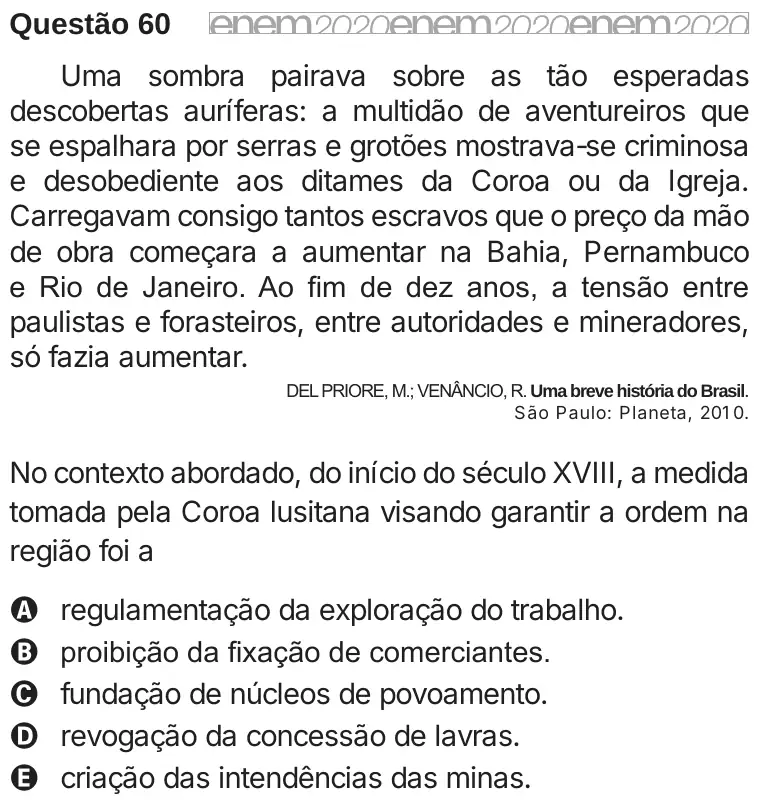 Questão 60 enem2020enem2020enem2020
Uma sombra pairava sobre as tão esperadas
descobertas auríferas: a multidão de aventureiros que
se espalhara por serras e grotões mostrava-se criminosa
e desobediente aos ditames da Coroa ou da Igreja.
Carregavam consigo tantos escravos que o preço da mão
de obra começara a aumentar na Bahia, Pernambuco
e Rio de Janeiro. Ao fim de dez anos, a tensão entre
paulistas e forasteiros, entre autoridades e mineradores,
só fazia aumentar.
DEL PRIORE, M.; VENÂNCIO, R. Uma breve história do Brasil.
São Paulo: Planeta, 2010.
No contexto abordado, do início do século XVIII, a medida
tomada pela Coroa lusitana visando garantir a ordem na
região foi a
A regulamentação da exploração do trabalho.
B proibição da fixação de comerciantes.
C fundação de núcleos de povoamento.
D revogação da concessão de lavras.
E criação das intendências das minas.